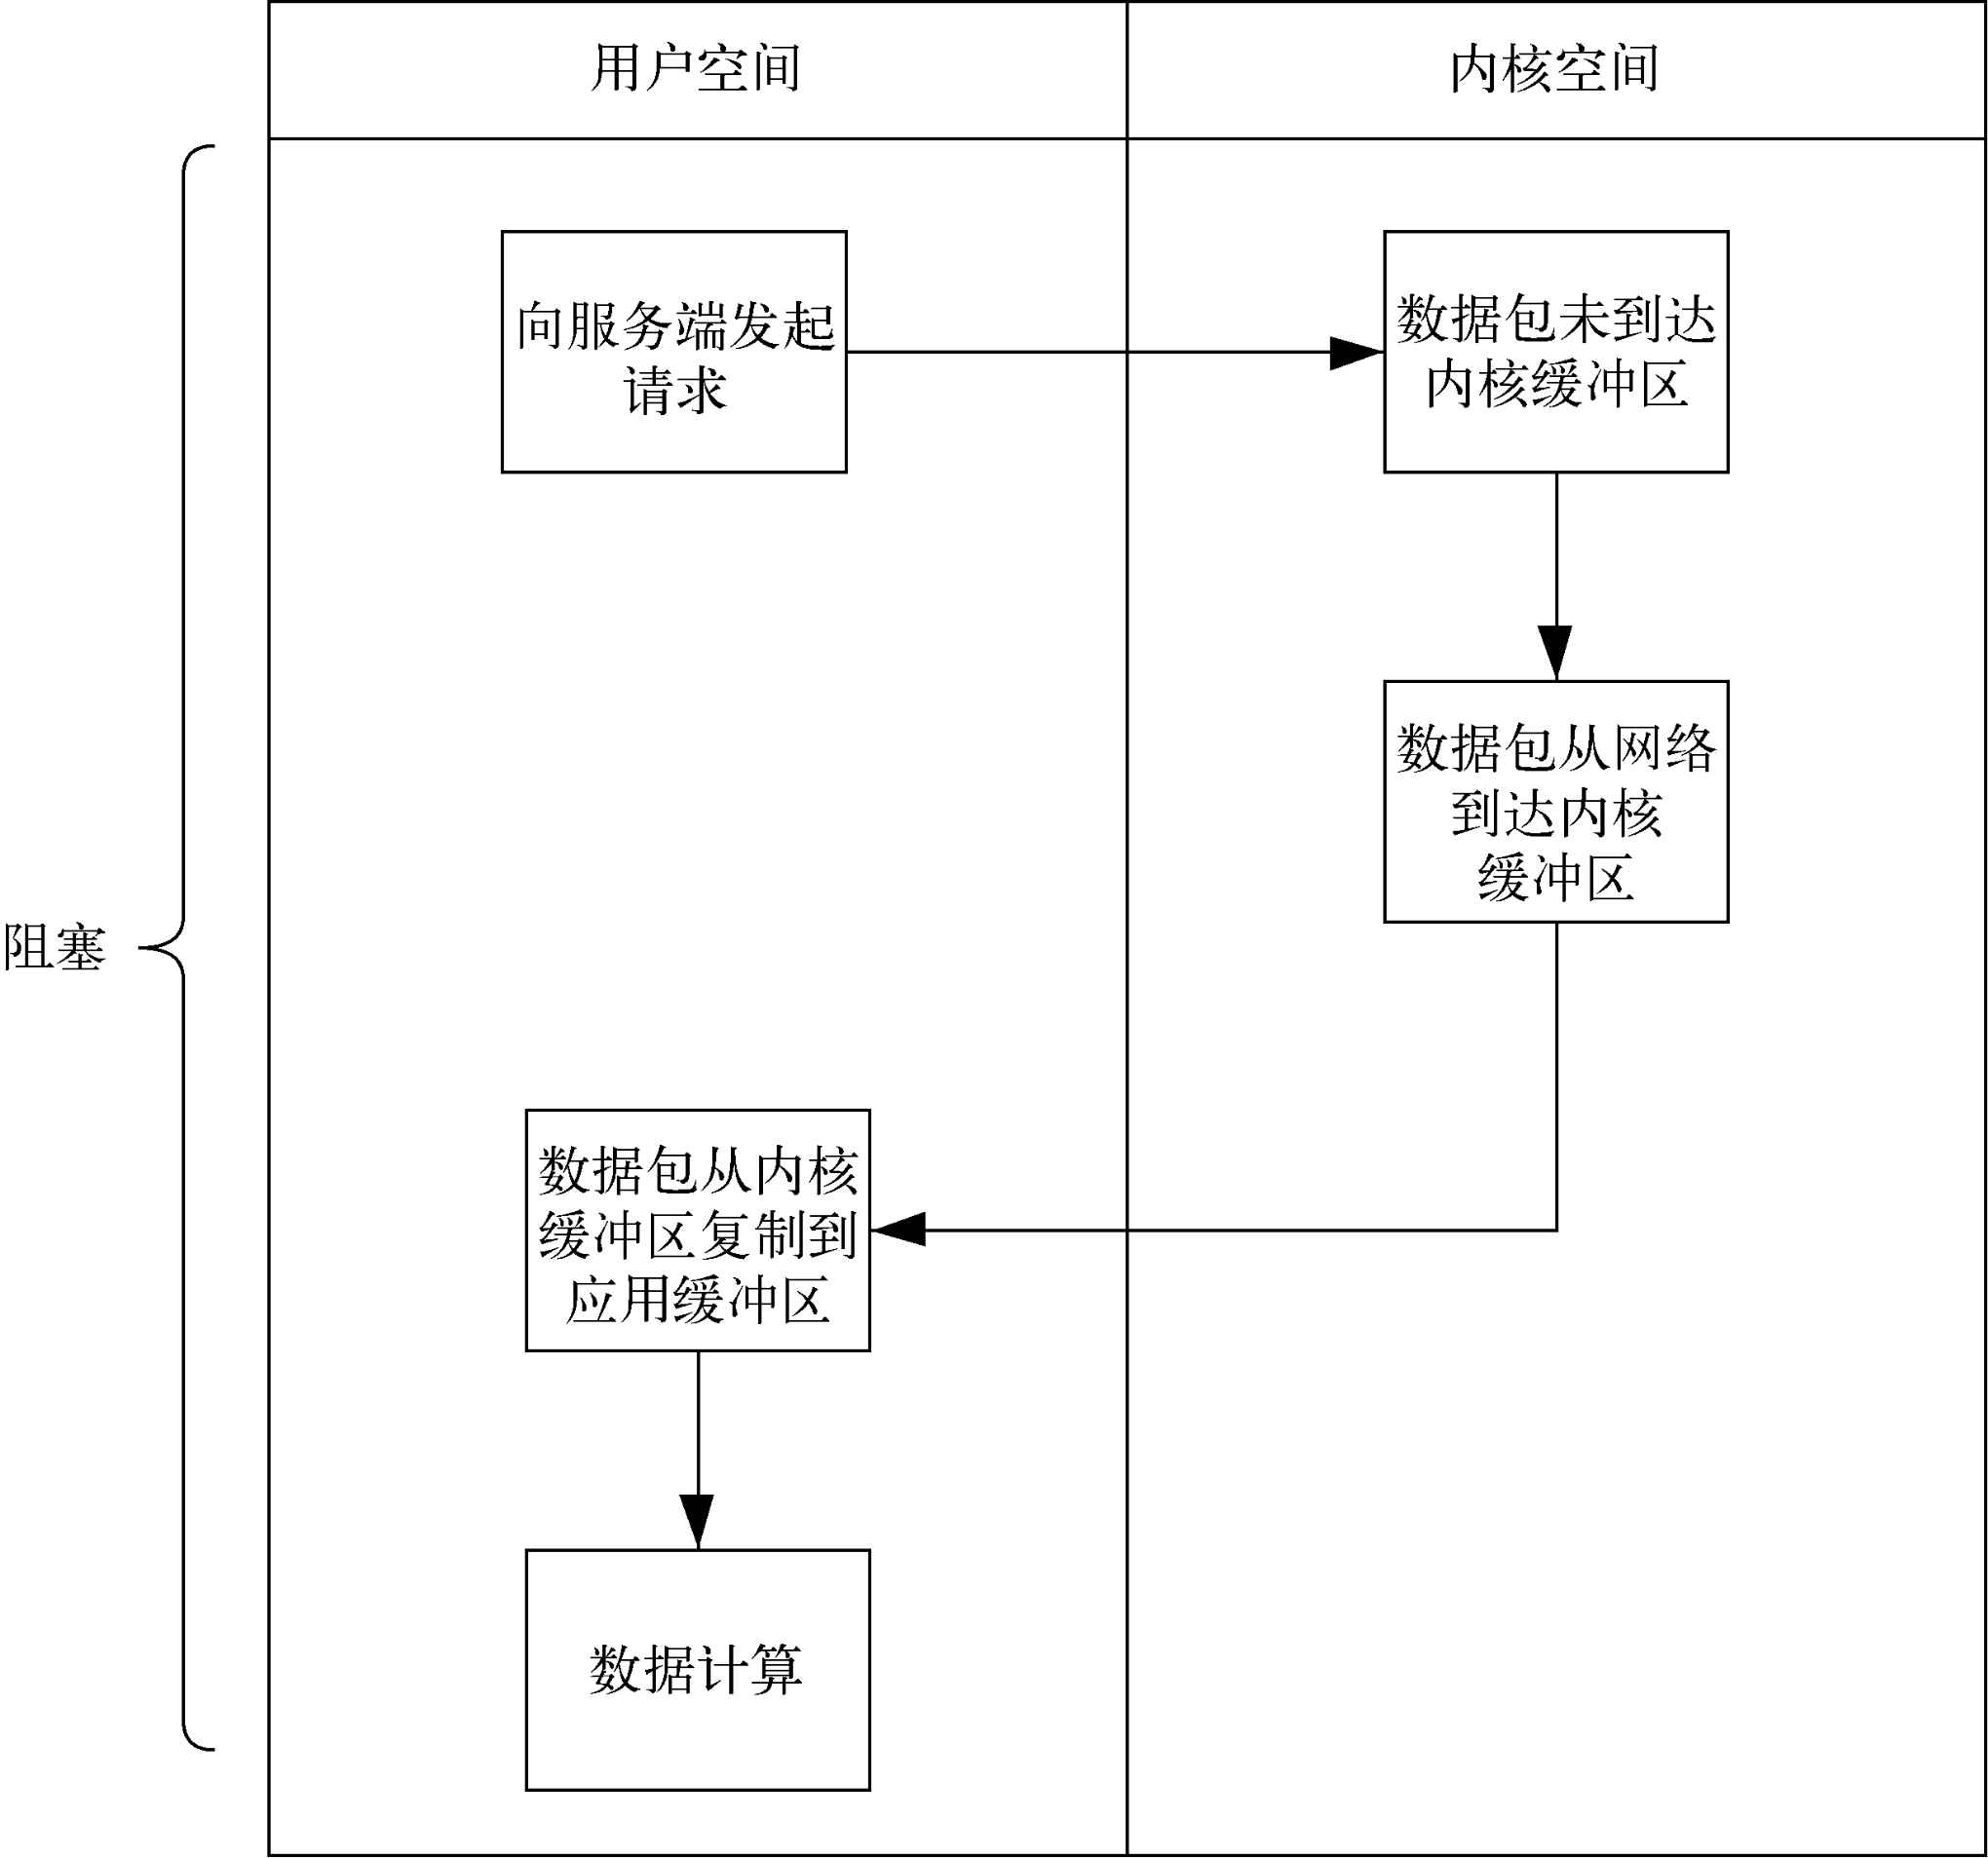 用户空间
内核空间
向服务端发起
请求
数据包未到达
内核缓冲区
数据包从网络
到达内核
缓冲区
阻塞
数据包从内核
缓冲区复制到
应用缓冲区
数据计算